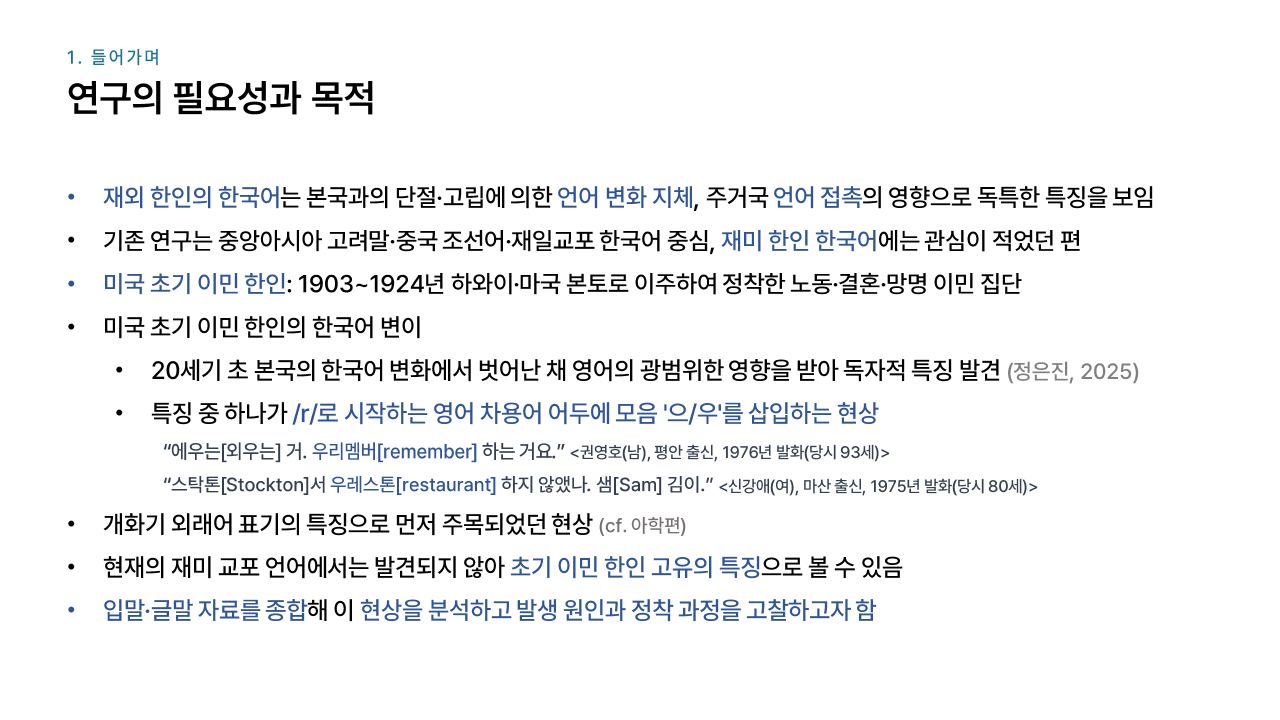 1. 들어가며
연구의 필요성과 목적
• 재외 한인의 한국어는 본국과의 단절·고립에 의한 언어 변화 지체, 주거국 언어 접촉의 영향으로 독특한 특징을 보임
• 기존 연구는 중앙아시아 고려말·중국 조선어·재일교포 한국어 중심, 재미 한인 한국어에는 관심이 적었던 편
• 미국 초기 이민 한인: 1903~1924년 하와이·마국 본토로 이주하여 정착한 노동·결혼·망명 이민 집단
• 미국 초기 이민 한인의 한국어 변이
• 20세기 초 본국의 한국어 변화에서 벗어난 채 영어의 광범위한 영향을 받아 독자적 특징 발견 (정은진, 2025)
• 특징 중 하나가 /r/로 시작하는 영어 차용어 어두에 모음 '으/우'를 삽입하는 현상
“에우는[외우는] 거. 우리멤버[remember] 하는 거요.” <권영호(남), 평안 출신, 1976년 발화(당시 93세)>
“스탁톤[Stockton]서 우레스톤[restaurant] 하지 않앴나. 샘[Sam] 김이.” <신강애(여), 마산 출신, 1975년 발화(당시 80세)>
• 개화기 외래어 표기의 특징으로 먼저 주목되었던 현상 (cf. 아학편)
• 현재의 재미 교포 언어에서는 발견되지 않아 초기 이민 한인 고유의 특징으로 볼 수 있음
• 입말·글말 자료를 종합해 이 현상을 분석하고 발생 원인과 정착 과정을 고찰하고자 함